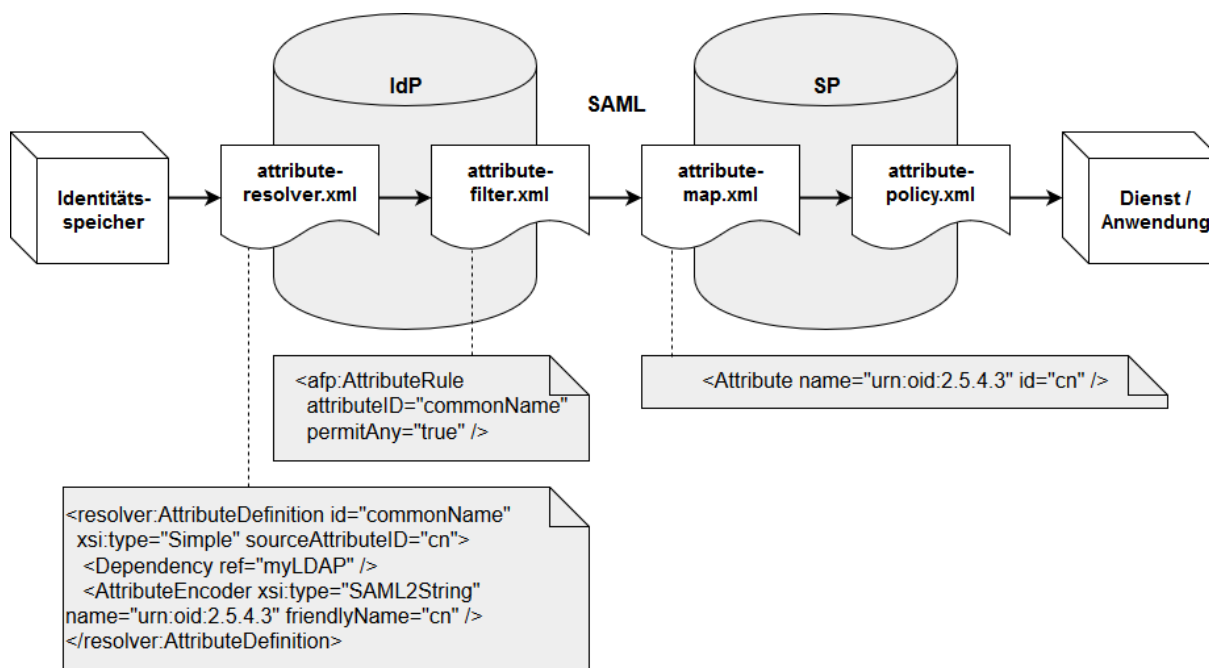 IdP
SP
SAML
Identitäts-
speicher
attribute-
resolver.xml
attribute-
filter.xml
attribute-
map.xml
attribute-
policy.xml
Dienst /
Anwendung
<afp:AttributeRule
attributeID="commonName"
permitAny="true" />
<Attribute name="urn:oid:2.5.4.3" id="cn" />
<resolver:AttributeDefinition id="commonName"
xsi:type="Simple" sourceAttributeID="cn">
<Dependency ref="myLDAP" />
<AttributeEncoder xsi:type="SAML2String"
name="urn:oid:2.5.4.3" friendlyName="cn" />
</resolver:AttributeDefinition>